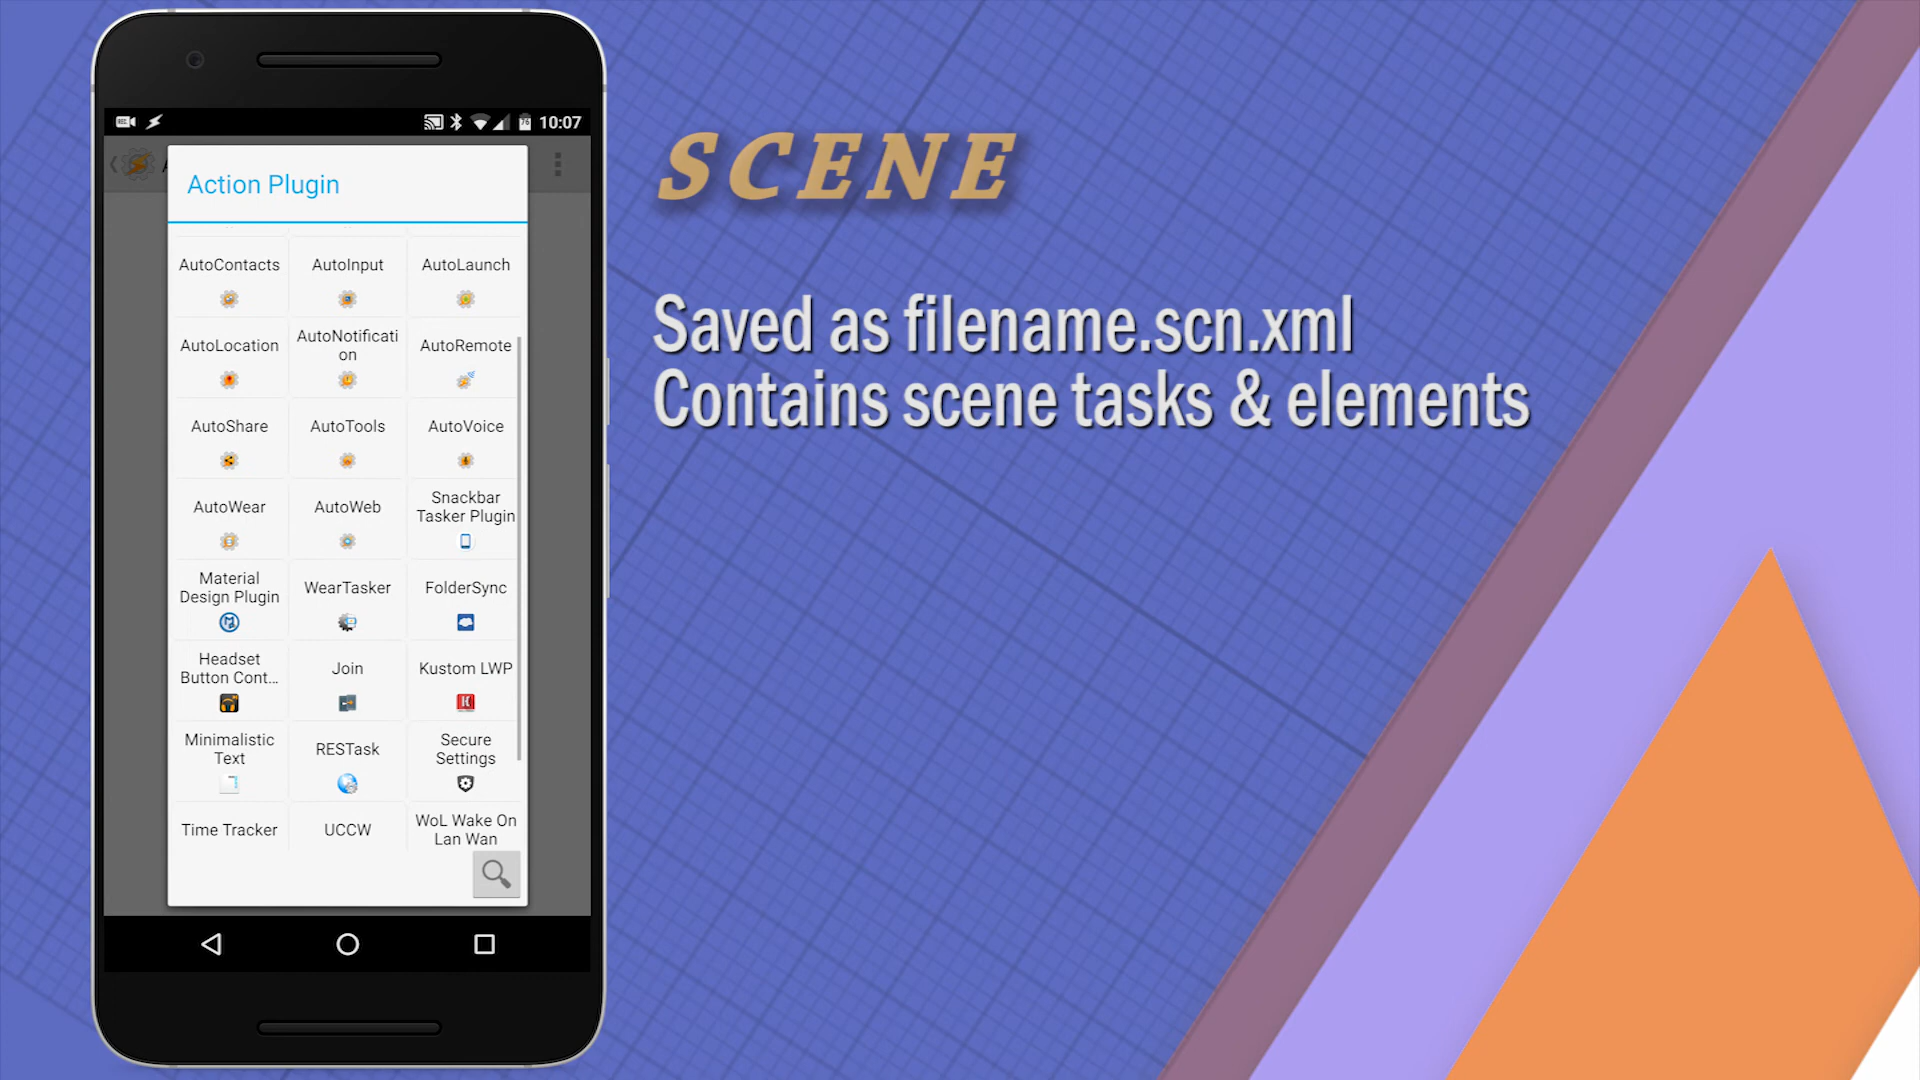 10:07
Action Plugin
AutoContacts AutoInput AutoLaunch
AutoLocation AutoNotificati
on AutoRemote
AutoShare AutoTools AutoVoice
AutoWear AutoWeb Snackbar
Tasker Plugin
Material
Design Plugin WearTasker FolderSync
Headset
Button Cont... Join Kustom LWP
Minimalistic
Text RESTask Secure
Settings
Time Tracker UCCW WoL Wake On
Lan Wan
SCENE
Saved as filename.scn.xml
Contains scene tasks & elements